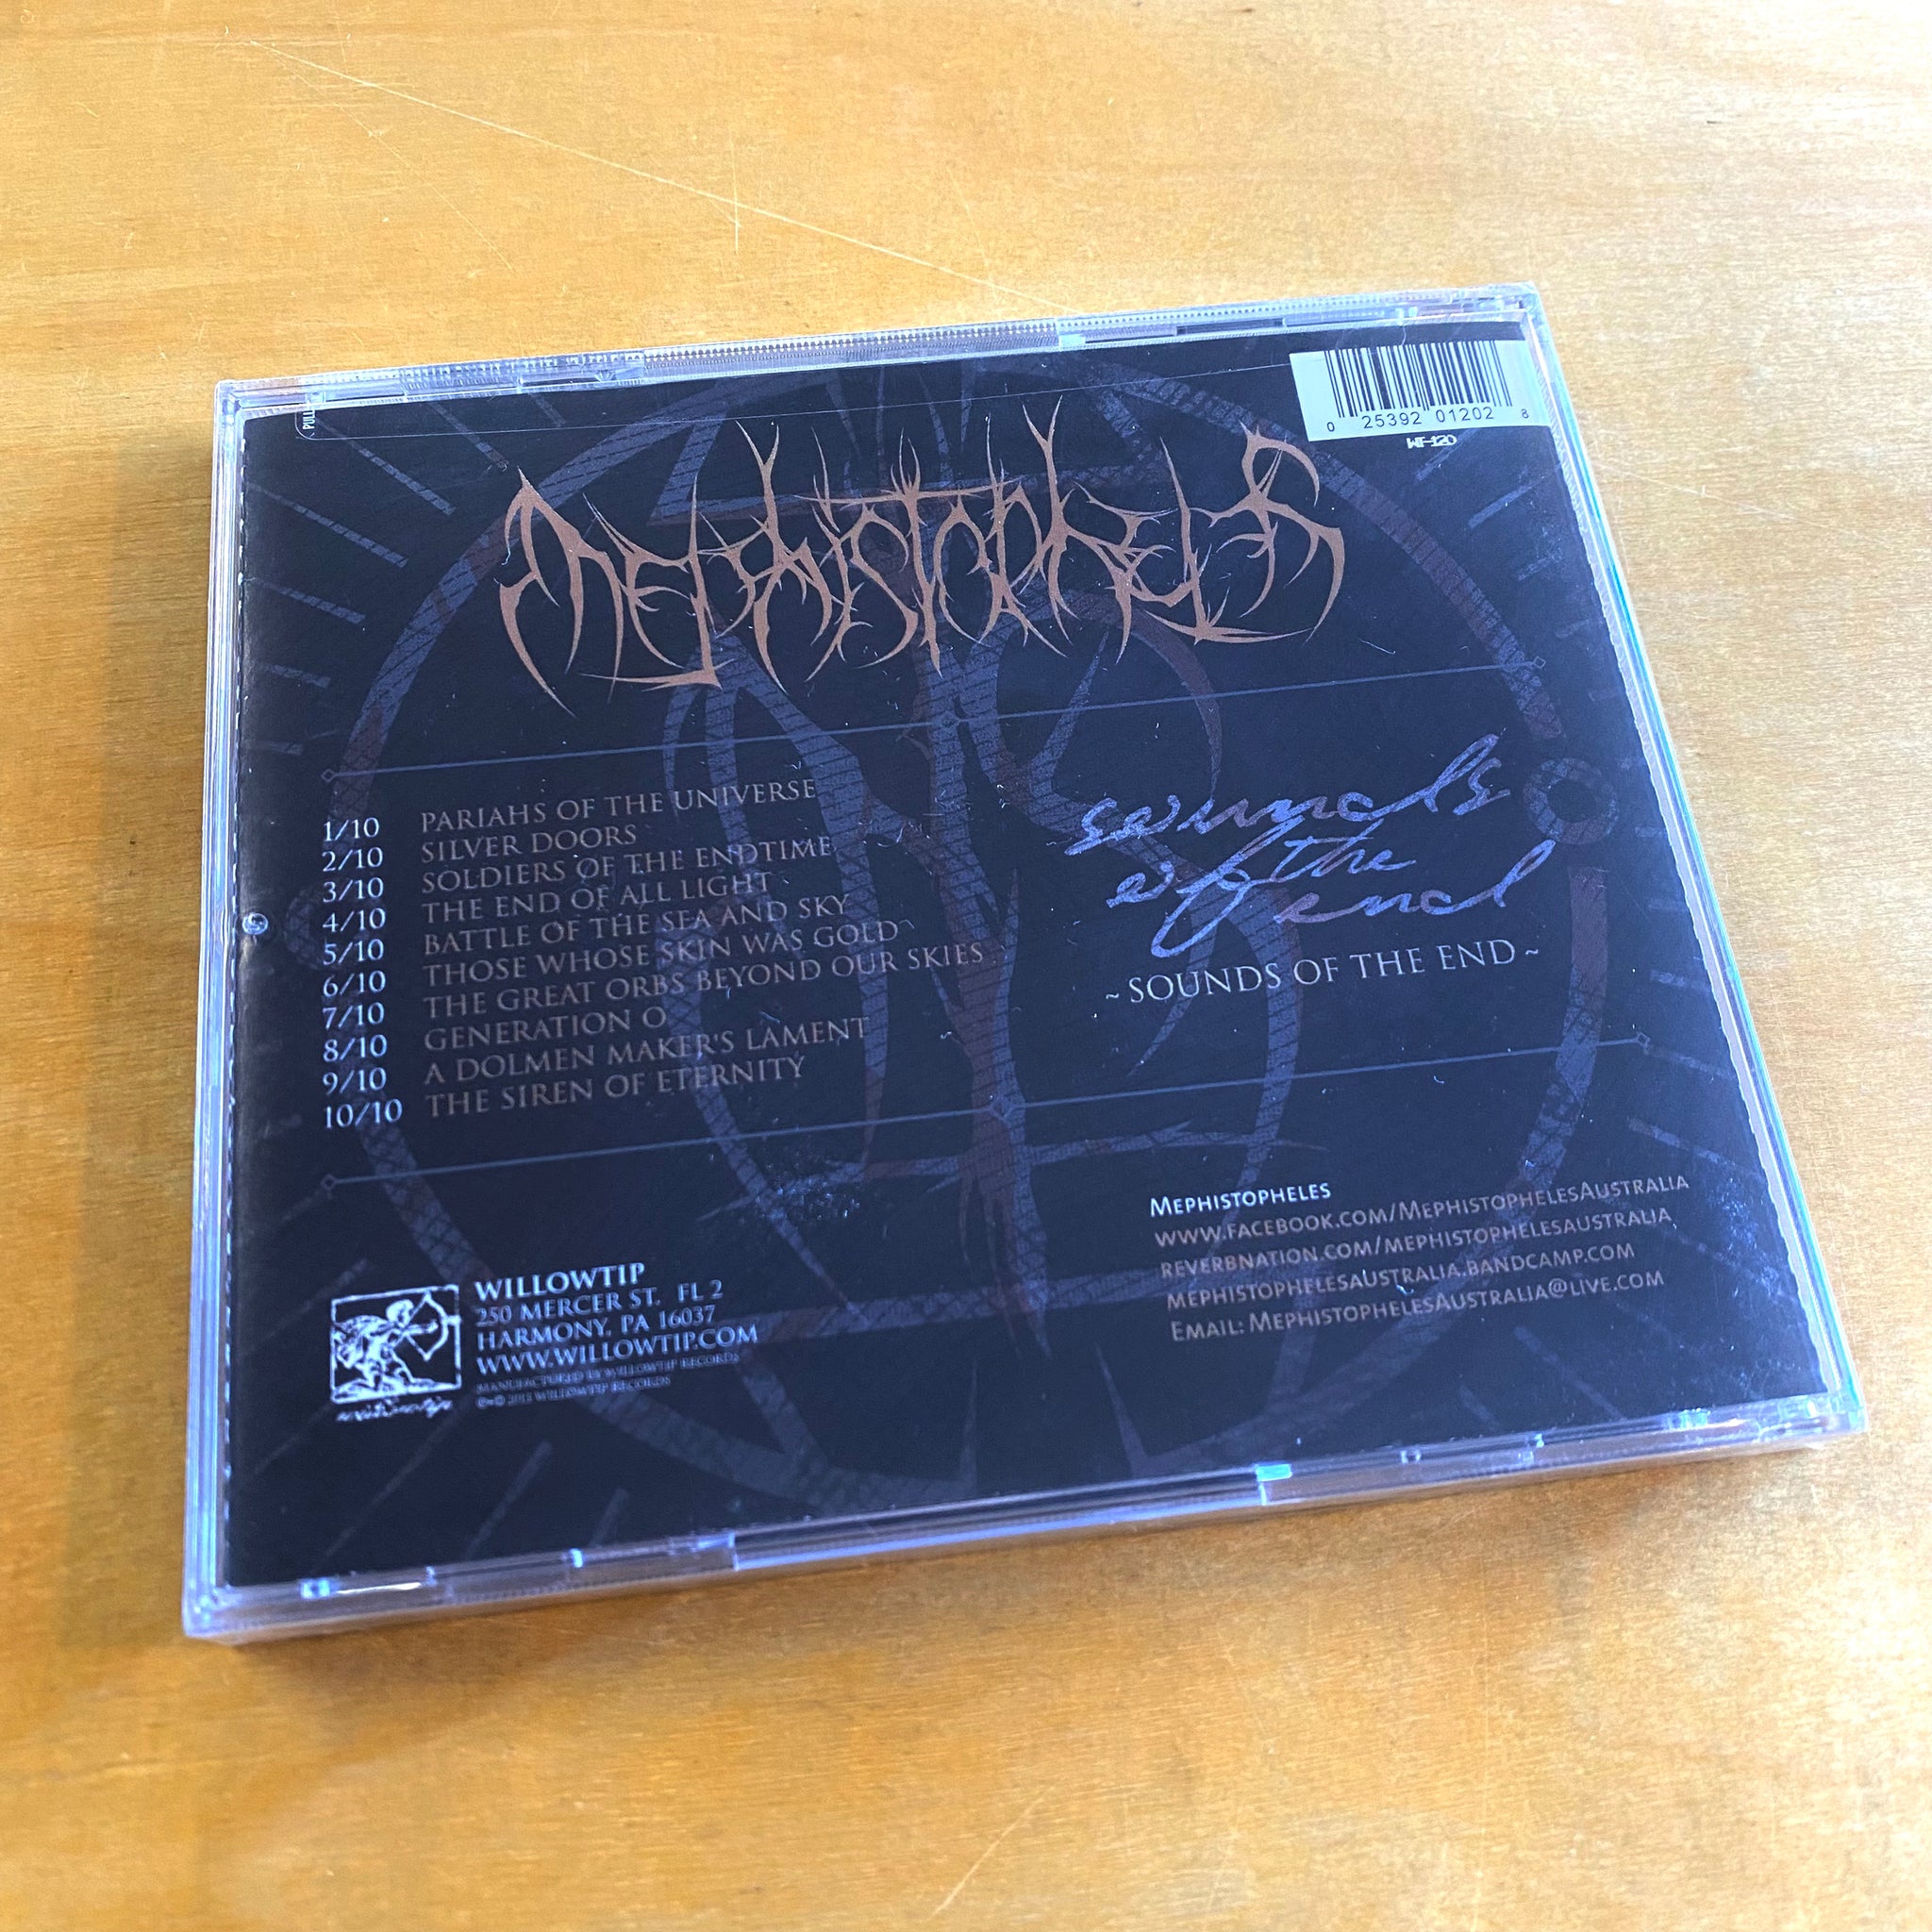 PULL
0 25392 01202 8
WT-120
MEPHISTOPHELES
1/10 PARIAHS OF THE UNIVERSE
2/10 SILVER DOORS
3/10 SOLDIERS OF THE ENDTIME
4/10 THE END OF ALL LIGHT
5/10 BATTLE OF THE SEA AND SKY
6/10 THOSE WHOSE SKIN WAS GOLD
7/10 THE GREAT ORBS BEYOND OUR SKIES
8/10 GENERATION O
9/10 A DOLMEN MAKER'S LAMENT
10/10 THE SIREN OF ETERNITY
sounds
of the
end
~SOUNDS OF THE END~
WILLOWTIP
250 MERCER ST. FL 2
HARMONY, PA 16037
WWW.WILLOWTIP.COM
MANUFACTURED BY WILLOWTIP RECORDS
℗+© 2013 WILLOWTIP RECORDS
willowtip
MEPHISTOPHELES
WWW.FACEBOOK.COM/MEPHISTOPHELESAUSTRALIA
REVERBNATION.COM/MEPHISTOPHELESAUSTRALIA
MEPHISTOPHELESAUSTRALIA.BANDCAMP.COM
EMAIL: MEPHISTOPHELESAUSTRALIA@LIVE.COM